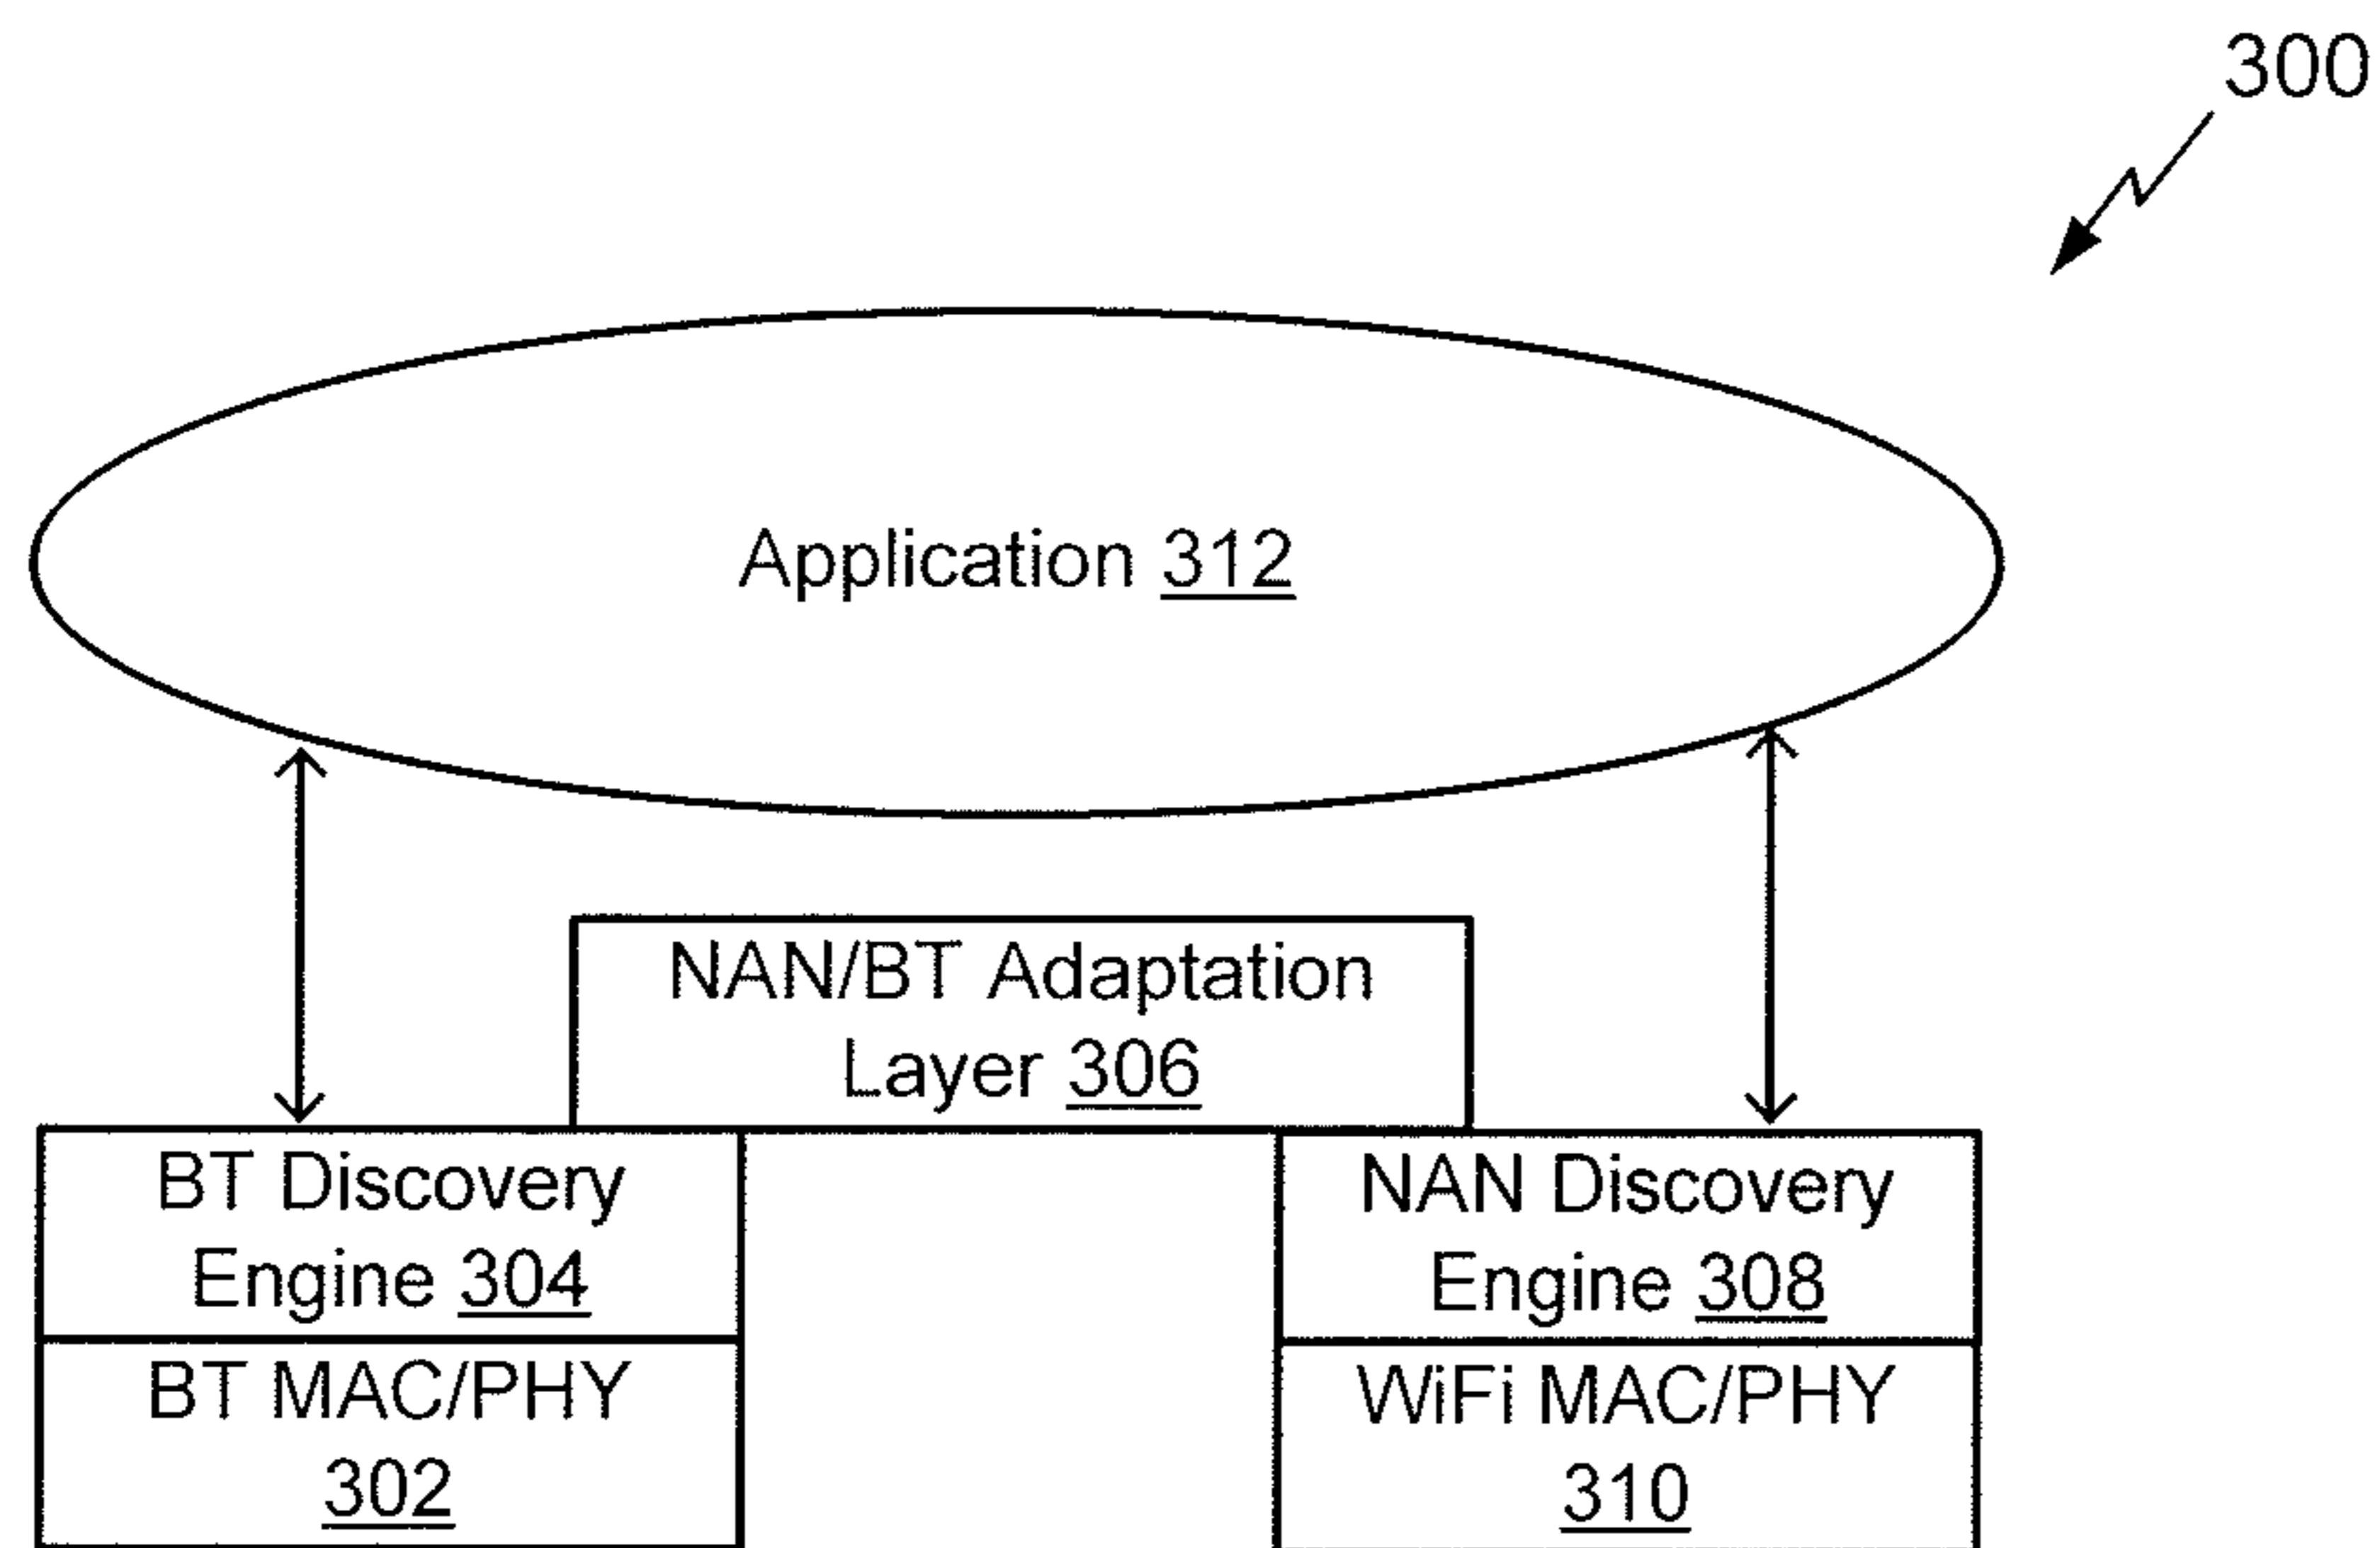 300
Application 312
NAN/BT Adaptation
Layer 306
BT Discovery
Engine 304
NAN Discovery
Engine 308
BT MAC/PHY
302
WiFi MAC/PHY
310